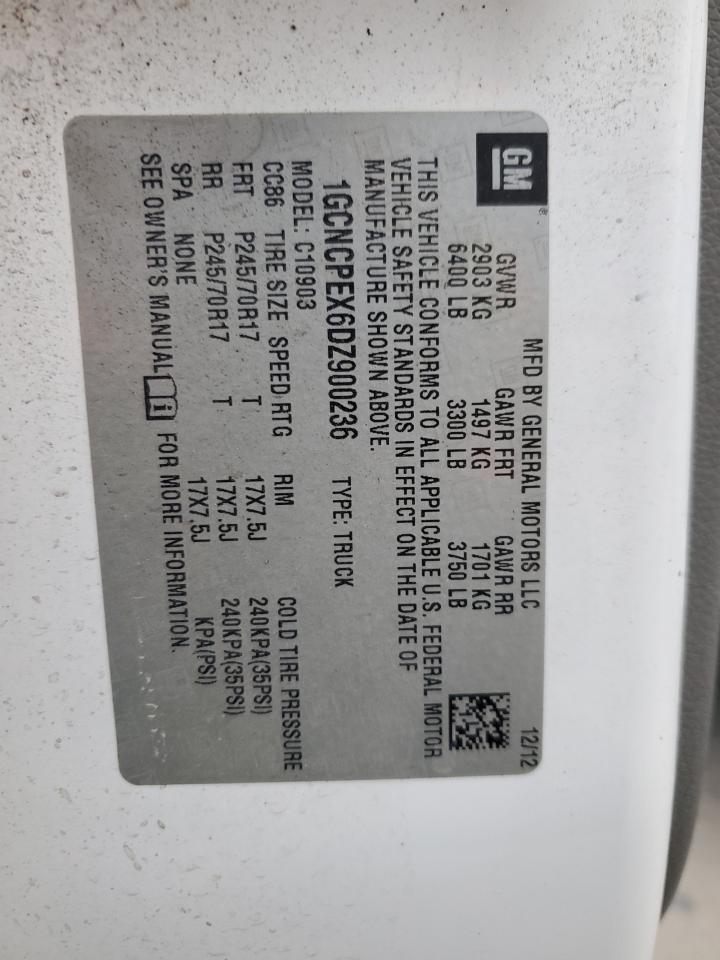 GM®
MFD BY GENERAL MOTORS LLC 12/12
GVWR GAWR FRT GAWR RR
2903 KG 1497 KG 1701 KG
6400 LB 3300 LB 3750 LB
THIS VEHICLE CONFORMS TO ALL APPLICABLE U.S. FEDERAL MOTOR
VEHICLE SAFETY STANDARDS IN EFFECT ON THE DATE OF
MANUFACTURE SHOWN ABOVE.
1GCNCPEX6DZ900236 TYPE: TRUCK
MODEL: C10903
CC86 TIRE SIZE SPEED RTG RIM COLD TIRE PRESSURE
FRT P245/70R17 T 17X7.5J 240KPA(35PSI)
RR P245/70R17 T 17X7.5J 240KPA(35PSI)
SPA NONE 17X7.5J KPA(PSI)
SEE OWNER'S MANUAL FOR MORE INFORMATION.